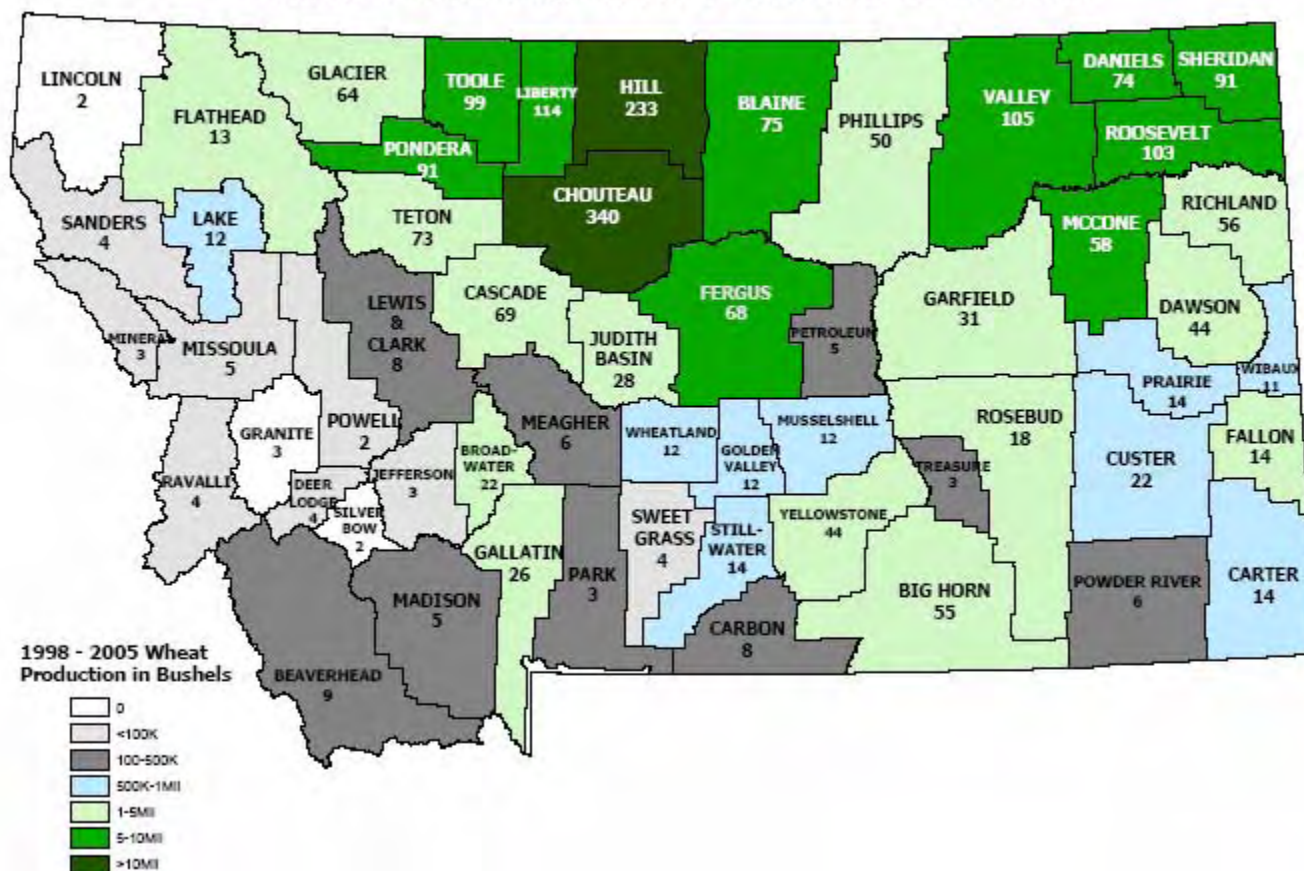 LINCOLN
2
FLATHEAD
13
GLACIER
64
TOOLE
99
LIBERTY
114
HILL
233
BLAINE
75
PHILLIPS
50
VALLEY
105
DANIELS
74
SHERIDAN
91
ROOSEVELT
103
PONDERA
91
CHOUTEAU
340
SANDERS
4
LAKE
12
TETON
73
MCCONE
58
RICHLAND
56
LEWIS
&
CLARK
8
CASCADE
69
JUDITH
BASIN
28
FERGUS
68
PETROLEUM
5
GARFIELD
31
DAWSON
44
MINERAL
3
MISSOULA
5
PRAIRIE
14
WIBAUX
11
GRANITE
3
POWELL
2
MEAGHER
6
WHEATLAND
12
GOLDEN
VALLEY
12
MUSSELSHELL
12
ROSEBUD
18
FALLON
14
RAVALLI
4
DEER
LODGE
4
SILVER
BOW
2
JEFFERSON
3
BROAD-
WATER
22
TREASURE
3
CUSTER
22
GALLATIN
26
PARK
3
SWEET
GRASS
4
STILL-
WATER
14
YELLOWSTONE
44
BIG HORN
55
POWDER RIVER
6
CARTER
14
MADISON
5
CARBON
8
BEAVERHEAD
9
1998 - 2005 Wheat
Production in Bushels
0
<100K
100-500K
500K-1Mil
1-5Mil
5-10Mil
>10Mil